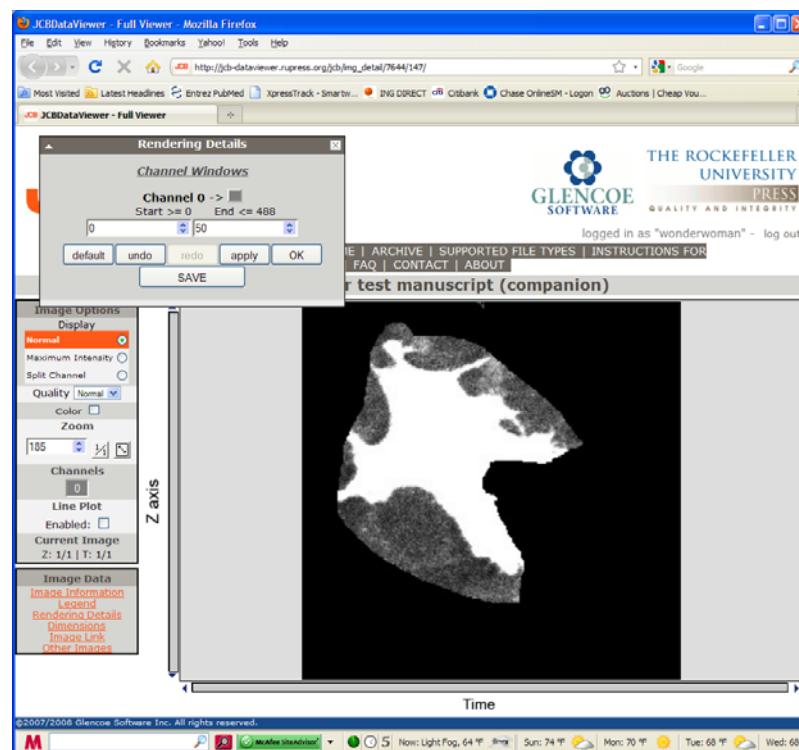 JCBDataViewer - Full Viewer - Mozilla Firefox
File Edit View History Bookmarks Yahoo! Tools Help
http://jcb-dataviewer.rupress.org/jcb/img_detail/7644/147/
Google
Most Visited Latest Headlines Entrez PubMed XpressTrack - Smartw... ING DIRECT Citibank Chase OnlineSM - Logon Auctions | Cheap Vou...
JCB JCBDataViewer - Full Viewer
Rendering Details
Channel Windows
Channel 0 ->
Start >= 0 End <= 488
0 50
default undo redo apply OK
SAVE
GLENCOE
SOFTWARE
THE ROCKEFELLER
UNIVERSITY
PRESS
QUALITY AND INTEGRITY
logged in as "wonderwoman" - log out
E | ARCHIVE | SUPPORTED FILE TYPES | INSTRUCTIONS FOR
FAQ | CONTACT | ABOUT
r test manuscript (companion)
Image Options
Display
Normal
Maximum Intensity
Split Channel
Quality Normal
Color
Zoom
185 1/1
Channels
0
Line Plot
Enabled:
Current Image
Z: 1/1 | T: 1/1
Image Data
Image Information
Legend
Rendering Details
Dimensions
Image Link
Other Images
Z axis
Time
©2007/2008 Glencoe Software Inc. All rights reserved.
M McAfee SiteAdvisor 5 Now: Light Fog, 64 °F Sun: 74 °F Mon: 70 °F Tue: 68 °F Wed: 68